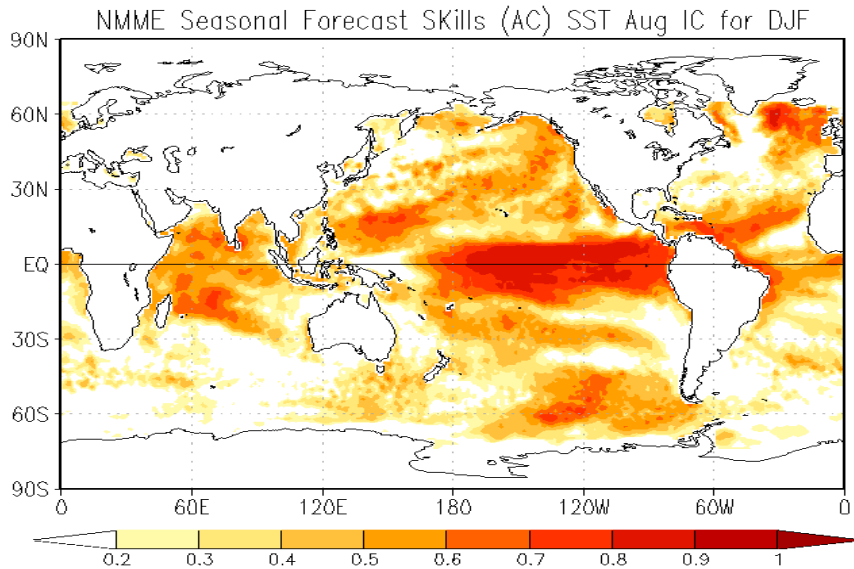 NMME Seasonal Forecast SKills (AC) SST Aug IC for DJF
90N
60N
30N
EQ
30S
60S
90S
0 60E 120E 180 120W 60W 0
0.2 0.3 0.4 0.5 0.6 0.7 0.8 0.9 1